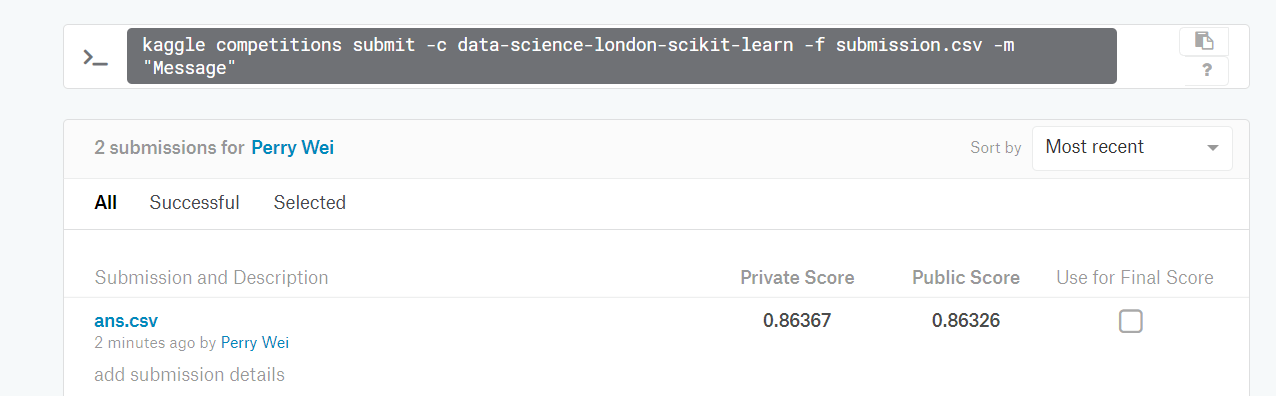 kaggle competitions submit -c data-science-london-scikit-learn -f submission.csv -m
"Message"
?
2 submissions for Perry Wei
Sort by Most recent
All Successful Selected
Submission and Description Private Score Public Score Use for Final Score
ans.csv 0.86367 0.86326
2 minutes ago by Perry Wei
add submission details